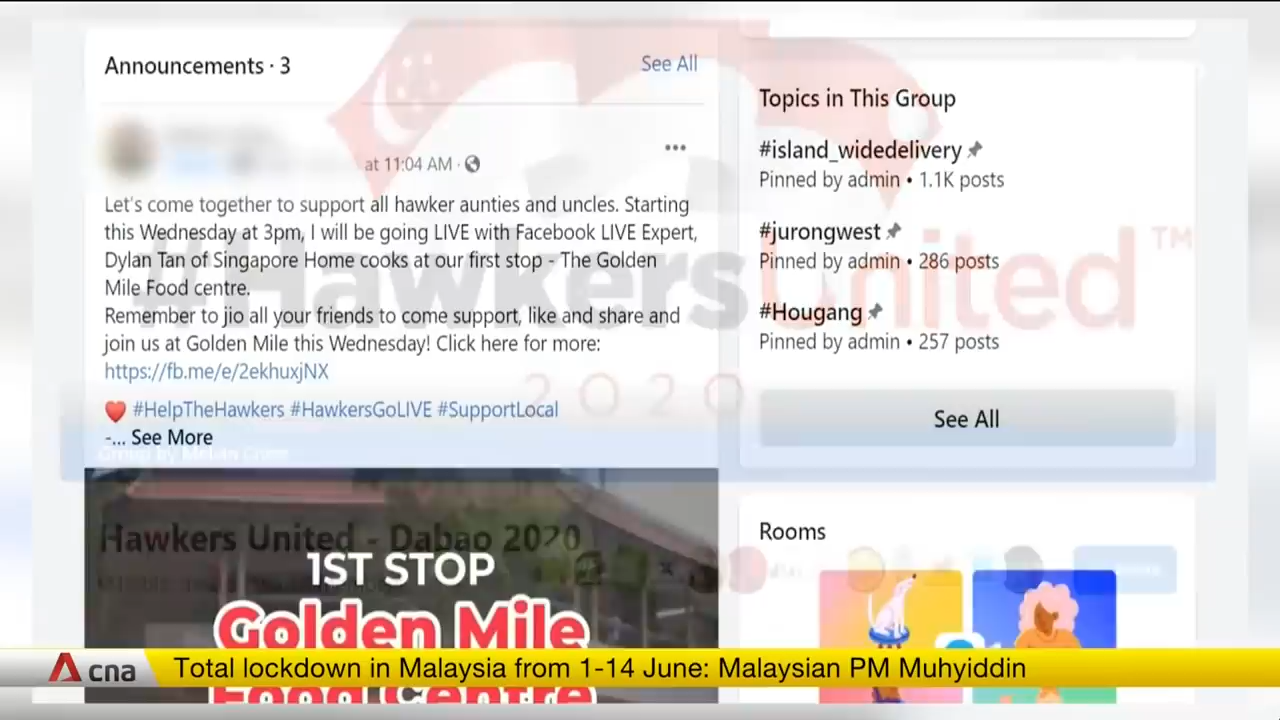 Announcements · 3
See All
at 11:04 AM ·
Let's come together to support all hawker aunties and uncles. Starting
this Wednesday at 3pm, I will be going LIVE with Facebook LIVE Expert,
Dylan Tan of Singapore Home cooks at our first stop - The Golden
Mile Food centre.
Remember to jio all your friends to come support, like and share and
join us at Golden Mile this Wednesday! Click here for more:
https://fb.me/e/2ekhuxjNX
#HelpTheHawkers #HawkersGoLIVE #SupportLocal
-... See More
Topics in This Group
#island_widedelivery
Pinned by admin • 1.1K posts
#jurongwest
Pinned by admin • 286 posts
#Hougang
Pinned by admin • 257 posts
See All
Rooms
#HawkersUnited™
2020
Hawkers United - Dabao 2020
1ST STOP
Golden Mile
Food Centre
cna
Total lockdown in Malaysia from 1-14 June: Malaysian PM Muhyiddin